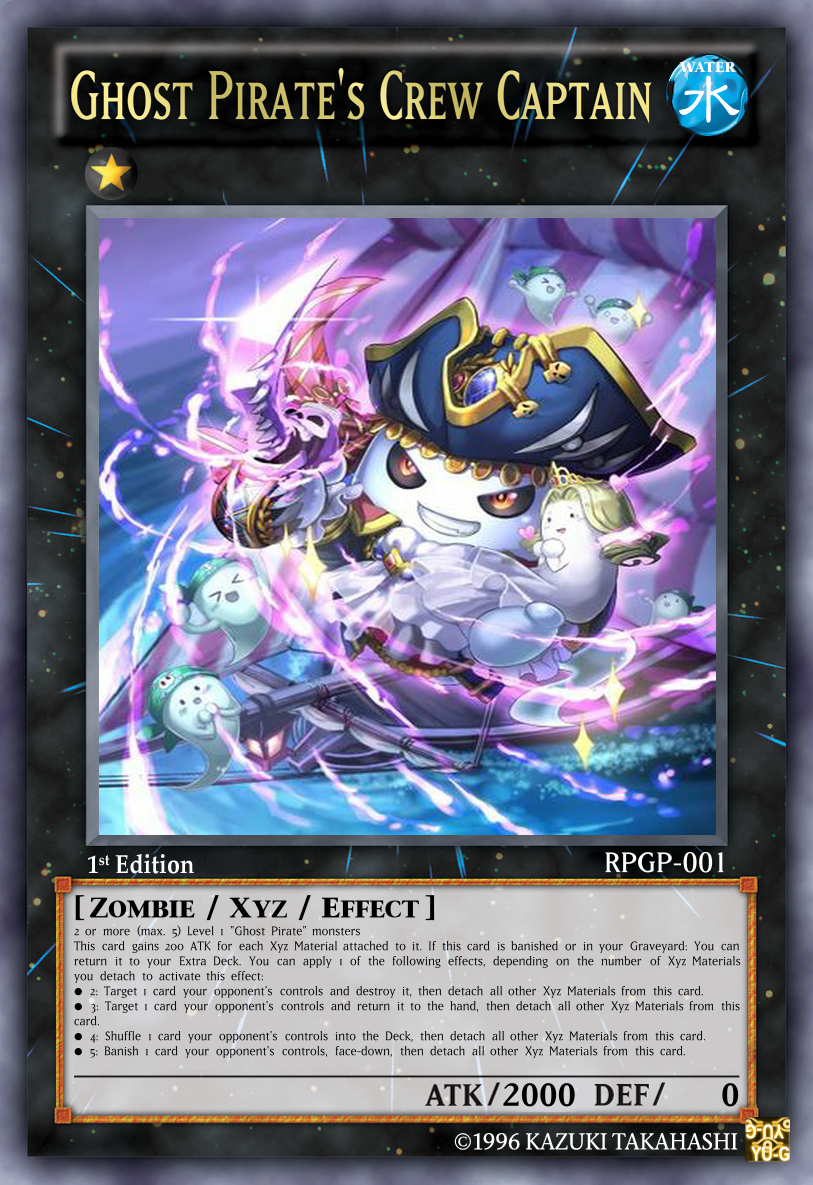 GHOST PIRATE'S CREW CAPTAIN
WATER
水
1st Edition
RPGP-001
[ZOMBIE / XYZ / EFFECT]
2 or more (max. 5) Level 1 "Ghost Pirate" monsters
This card gains 200 ATK for each Xyz Material attached to it. If this card is banished or in your Graveyard: You can
return it to your Extra Deck. You can apply 1 of the following effects, depending on the number of Xyz Materials
you detach to activate this effect:
● 2: Target 1 card your opponent's controls and destroy it, then detach all other Xyz Materials from this card.
● 3: Target 1 card your opponent's controls and return it to the hand, then detach all other Xyz Materials from this
card.
● 4: Shuffle 1 card your opponent's controls into the Deck, then detach all other Xyz Materials from this card.
● 5: Banish 1 card your opponent's controls, face-down, then detach all other Xyz Materials from this card.
ATK/2000 DEF/ 0
©1996 KAZUKI TAKAHASHI